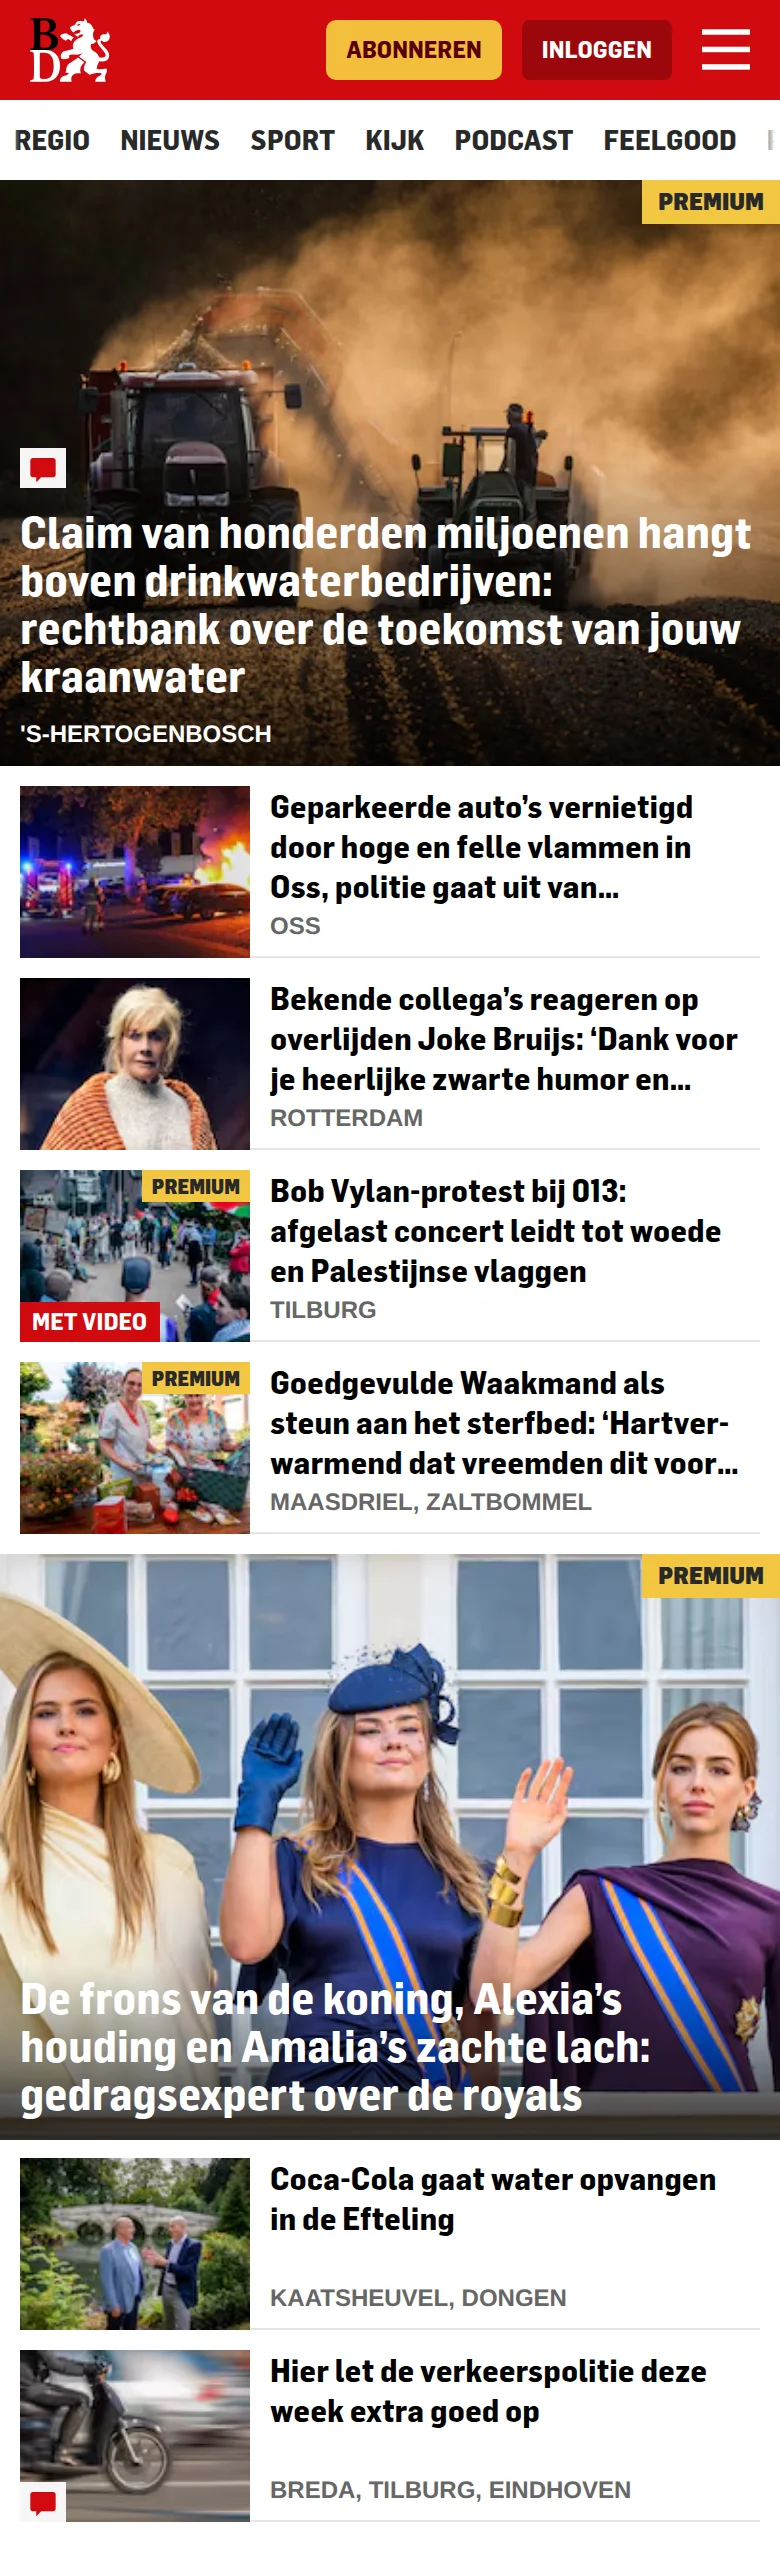 BD
ABONNEREN
INLOGGEN
REGIO NIEUWS SPORT KIJK PODCAST FEELGOOD
PREMIUM
Claim van honderden miljoenen hangt
boven drinkwaterbedrijven:
rechtbank over de toekomst van jouw
kraanwater
'S-HERTOGENBOSCH
Geparkeerde auto’s vernietigd
door hoge en felle vlammen in
Oss, politie gaat uit van...
OSS
Bekende collega’s reageren op
overlijden Joke Bruijs: ‘Dank voor
je heerlijke zwarte humor en...
ROTTERDAM
PREMIUM
MET VIDEO
Bob Vylan-protest bij 013:
afgelast concert leidt tot woede
en Palestijnse vlaggen
TILBURG
PREMIUM
Goedgevulde Waakmand als
steun aan het sterfbed: ‘Hartver-
warmend dat vreemden dit voor...
MAASDRIEL, ZALTBOMMEL
PREMIUM
De frons van de koning, Alexia’s
houding en Amalia’s zachte lach:
gedragsexpert over de royals
Coca-Cola gaat water opvangen
in de Efteling
KAATSHEUVEL, DONGEN
Hier let de verkeerspolitie deze
week extra goed op
BREDA, TILBURG, EINDHOVEN